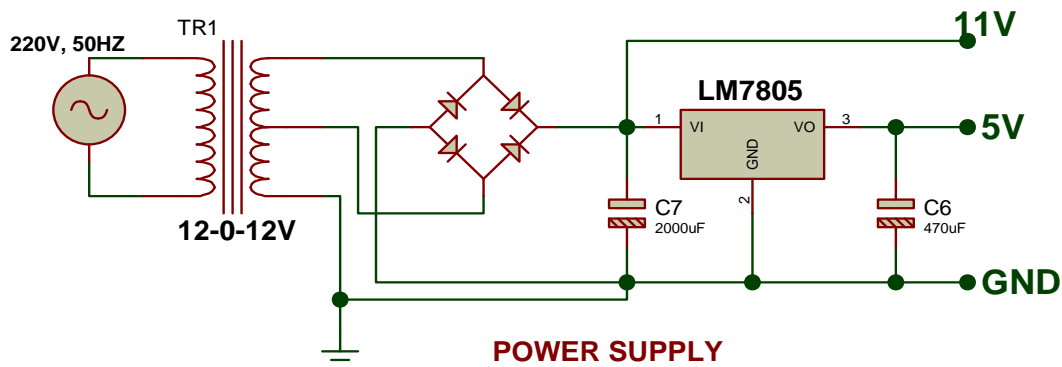 TR1
220V, 50HZ
12-0-12V
11V
LM7805
1
VI
VO
3
GND
2
5V
C7
2000uF
C6
470uF
GND
POWER SUPPLY